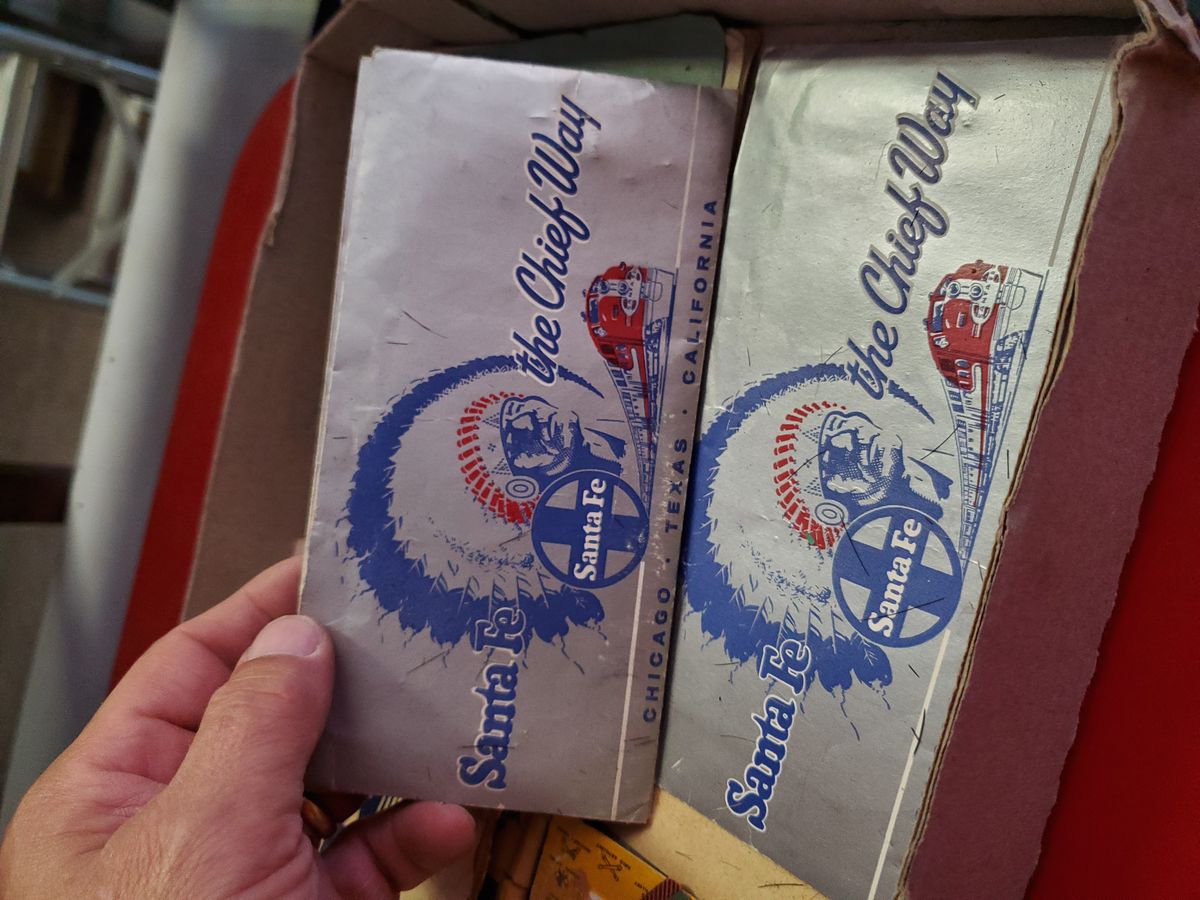 Santa Fe the Chief Way
Santa Fe
CHICAGO · TEXAS · CALIFORNIA
Santa Fe the Chief Way
Santa Fe